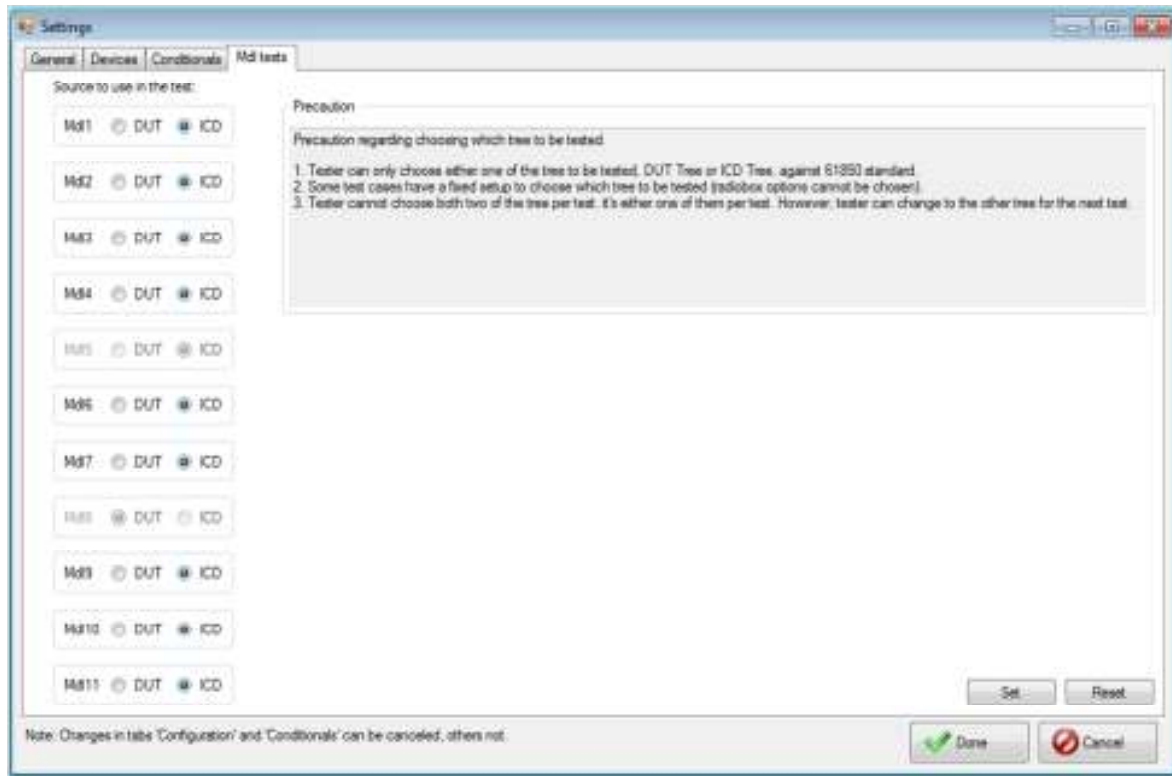 Settings
General Devices Conditionals Mdl tests
Source to use in the test:
Precaution
Mdl1 DUT ICD
Precaution regarding choosing which tree to be tested
1. Tester can only choose either one of the tree to be tested, DUT Tree or ICD Tree, against 61850 standard.
2. Some test cases have a fixed setup to choose which tree to be tested (radiobox options cannot be chosen).
3. Tester cannot choose both two of the tree per test, it's either one of them per test. However, tester can change to the other tree for the next test.
Mdl2 DUT ICD
Mdl3 DUT ICD
Mdl4 DUT ICD
Mdl5 DUT ICD
Mdl6 DUT ICD
Mdl7 DUT ICD
Mdl8 DUT ICD
Mdl9 DUT ICD
Mdl10 DUT ICD
Mdl11 DUT ICD
Set Reset
Note: Changes in tabs 'Configuration' and 'Conditionals' can be canceled, others not.
Done Cancel